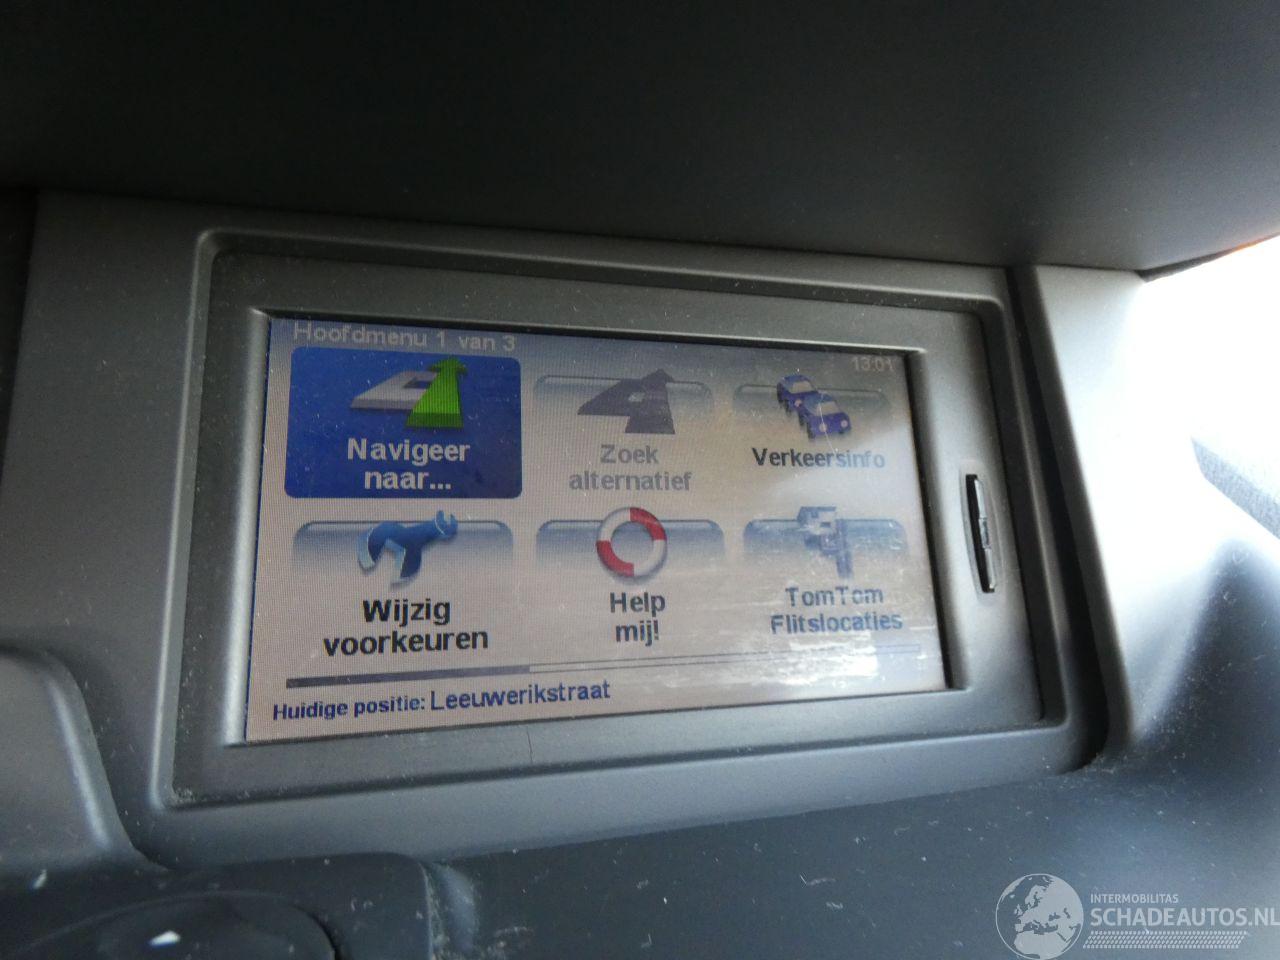 Hoofdmenu 1 van 3
13:01
Navigeer
naar...
Zoek
alternatief
Verkeersinfo
Wijzig
voorkeuren
Help
mij!
TomTom
Flitslocaties
Huidige positie: Leeuwerikstraat
INTERMOBILITAS
SCHADEAUTOS.NL